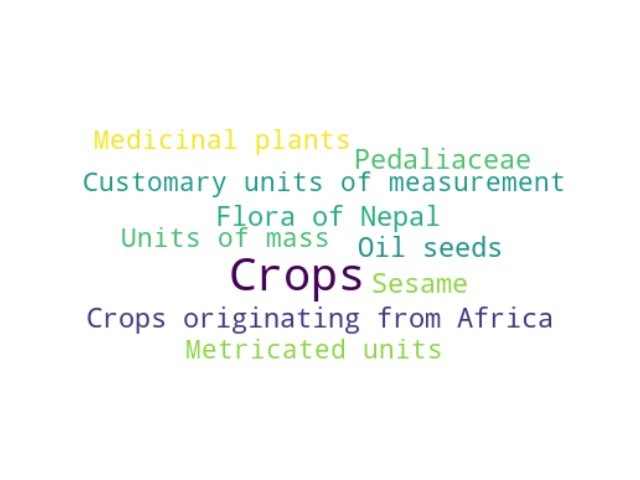 Medicinal plants
Pedaliaceae
Customary units of measurement
Flora of Nepal
Units of mass
Oil seeds
Crops
Sesame
Crops originating from Africa
Metricated units